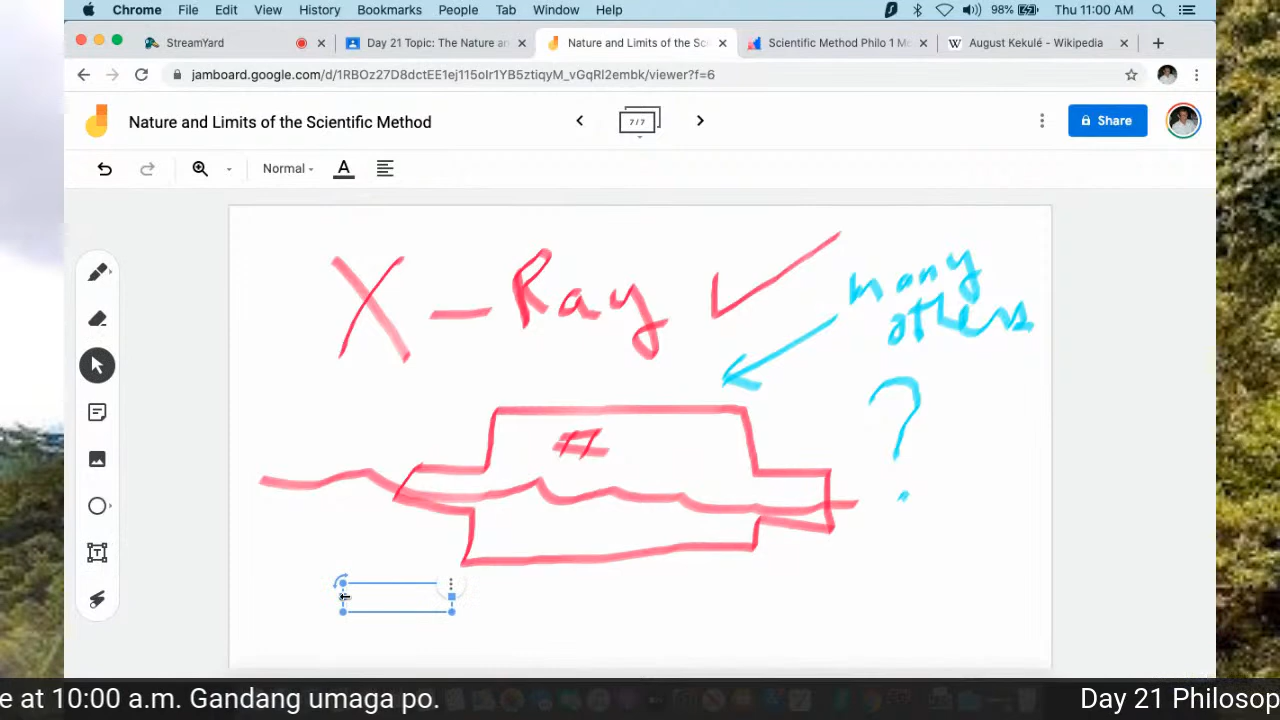 Chrome File Edit View History Bookmarks People Tab Window Help 98% Thu 11:00 AM
StreamYard
Day 21 Topic: The Nature an
Nature and Limits of the Sci
Scientific Method Philo 1 M
August Kekulé - Wikipedia
jamboard.google.com/d/1RBOz27D8dctEE1ej115oIr1YB5ztiqyM_vGqRl2embk/viewer?f=6
Nature and Limits of the Scientific Method
7/7
Share
Normal
X-Ray
many
others
?
e at 10:00 a.m. Gandang umaga po.
Day 21 Philosop